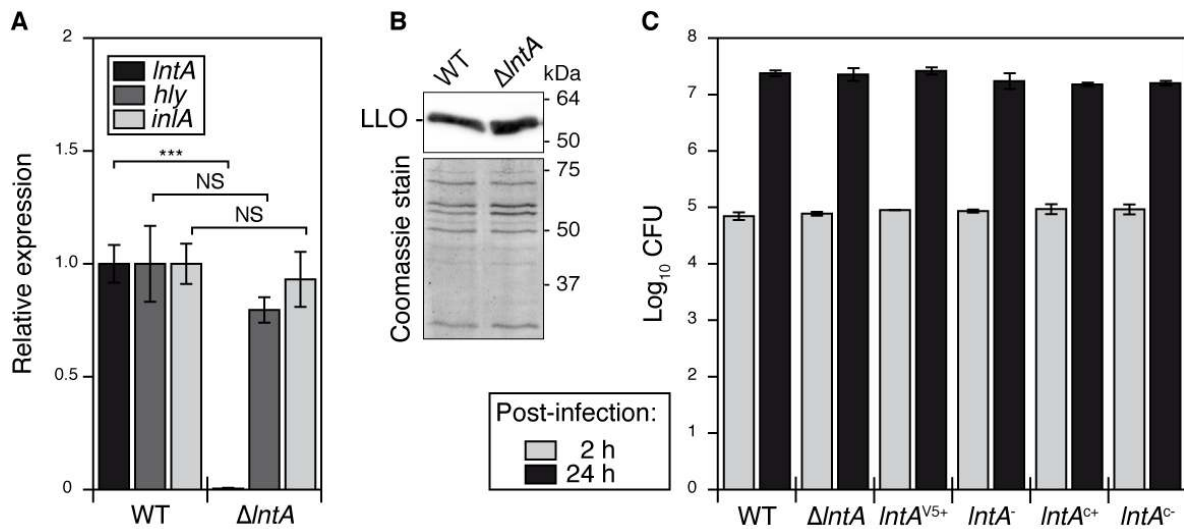 A
Relative expression
2
1.5
1.0
0.5
0
lntA
hly
inlA
***
NS
NS
WT
ΔlntA
B
WT
ΔlntA
kDa
LLO
64
50
Coomassie stain
75
50
37
Post-infection:
2 h
24 h
C
Log10 CFU
8
7
6
5
4
3
2
1
0
WT
ΔlntA
lntAV5+
lntA-
lntAc+
lntAc-